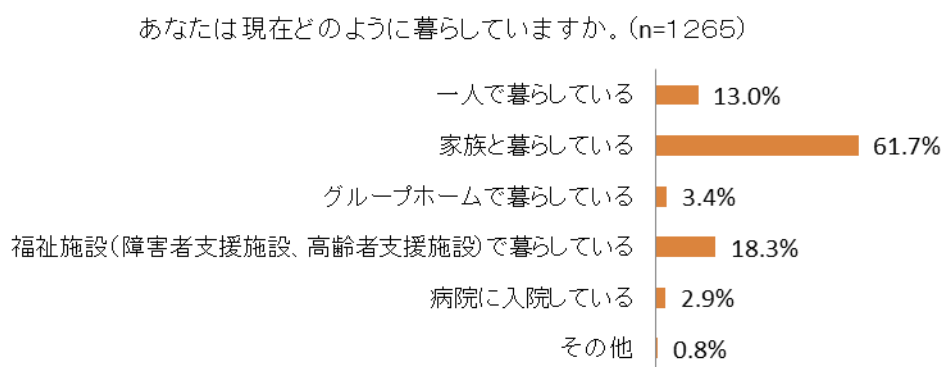 あなたは現在どのように暮らしていますか。(n=1265)
一人で暮らしている 13.0%
家族と暮らしている 61.7%
グループホームで暮らしている 3.4%
福祉施設(障害者支援施設、高齢者支援施設)で暮らしている 18.3%
病院に入院している 2.9%
その他 0.8%